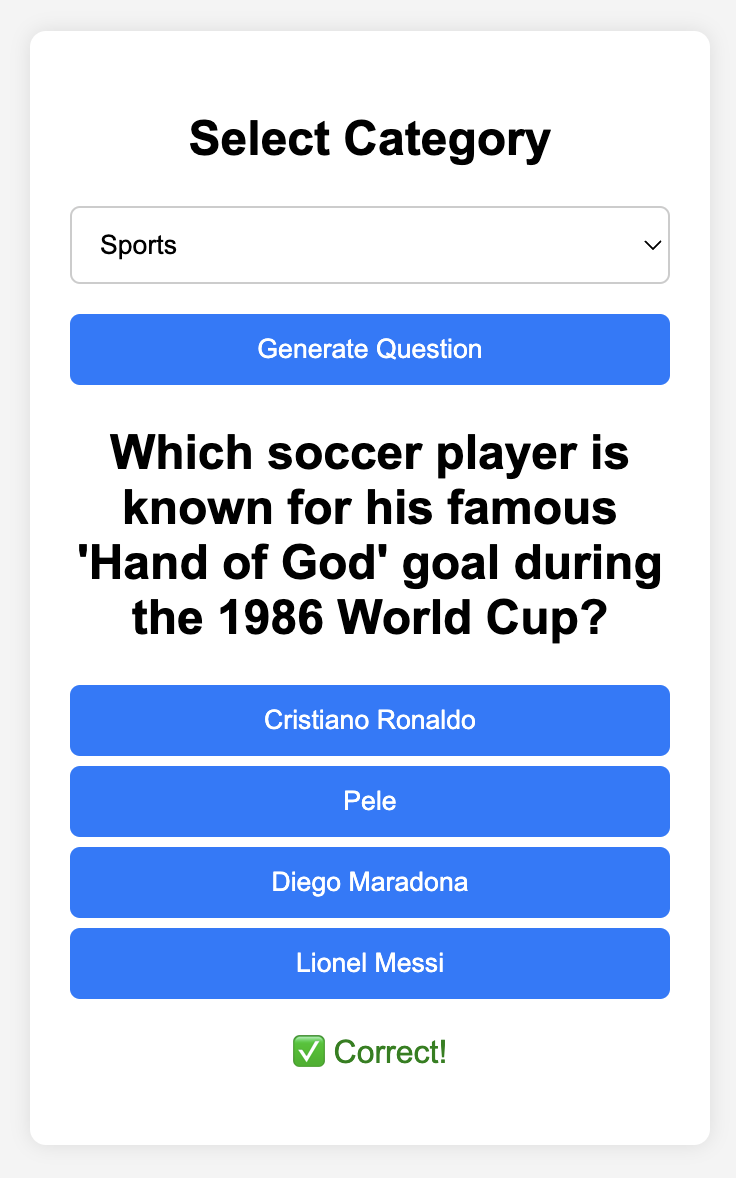 Select Category
Sports
Generate Question
Which soccer player is
known for his famous
'Hand of God' goal during
the 1986 World Cup?
Cristiano Ronaldo
Pele
Diego Maradona
Lionel Messi
✅ Correct!